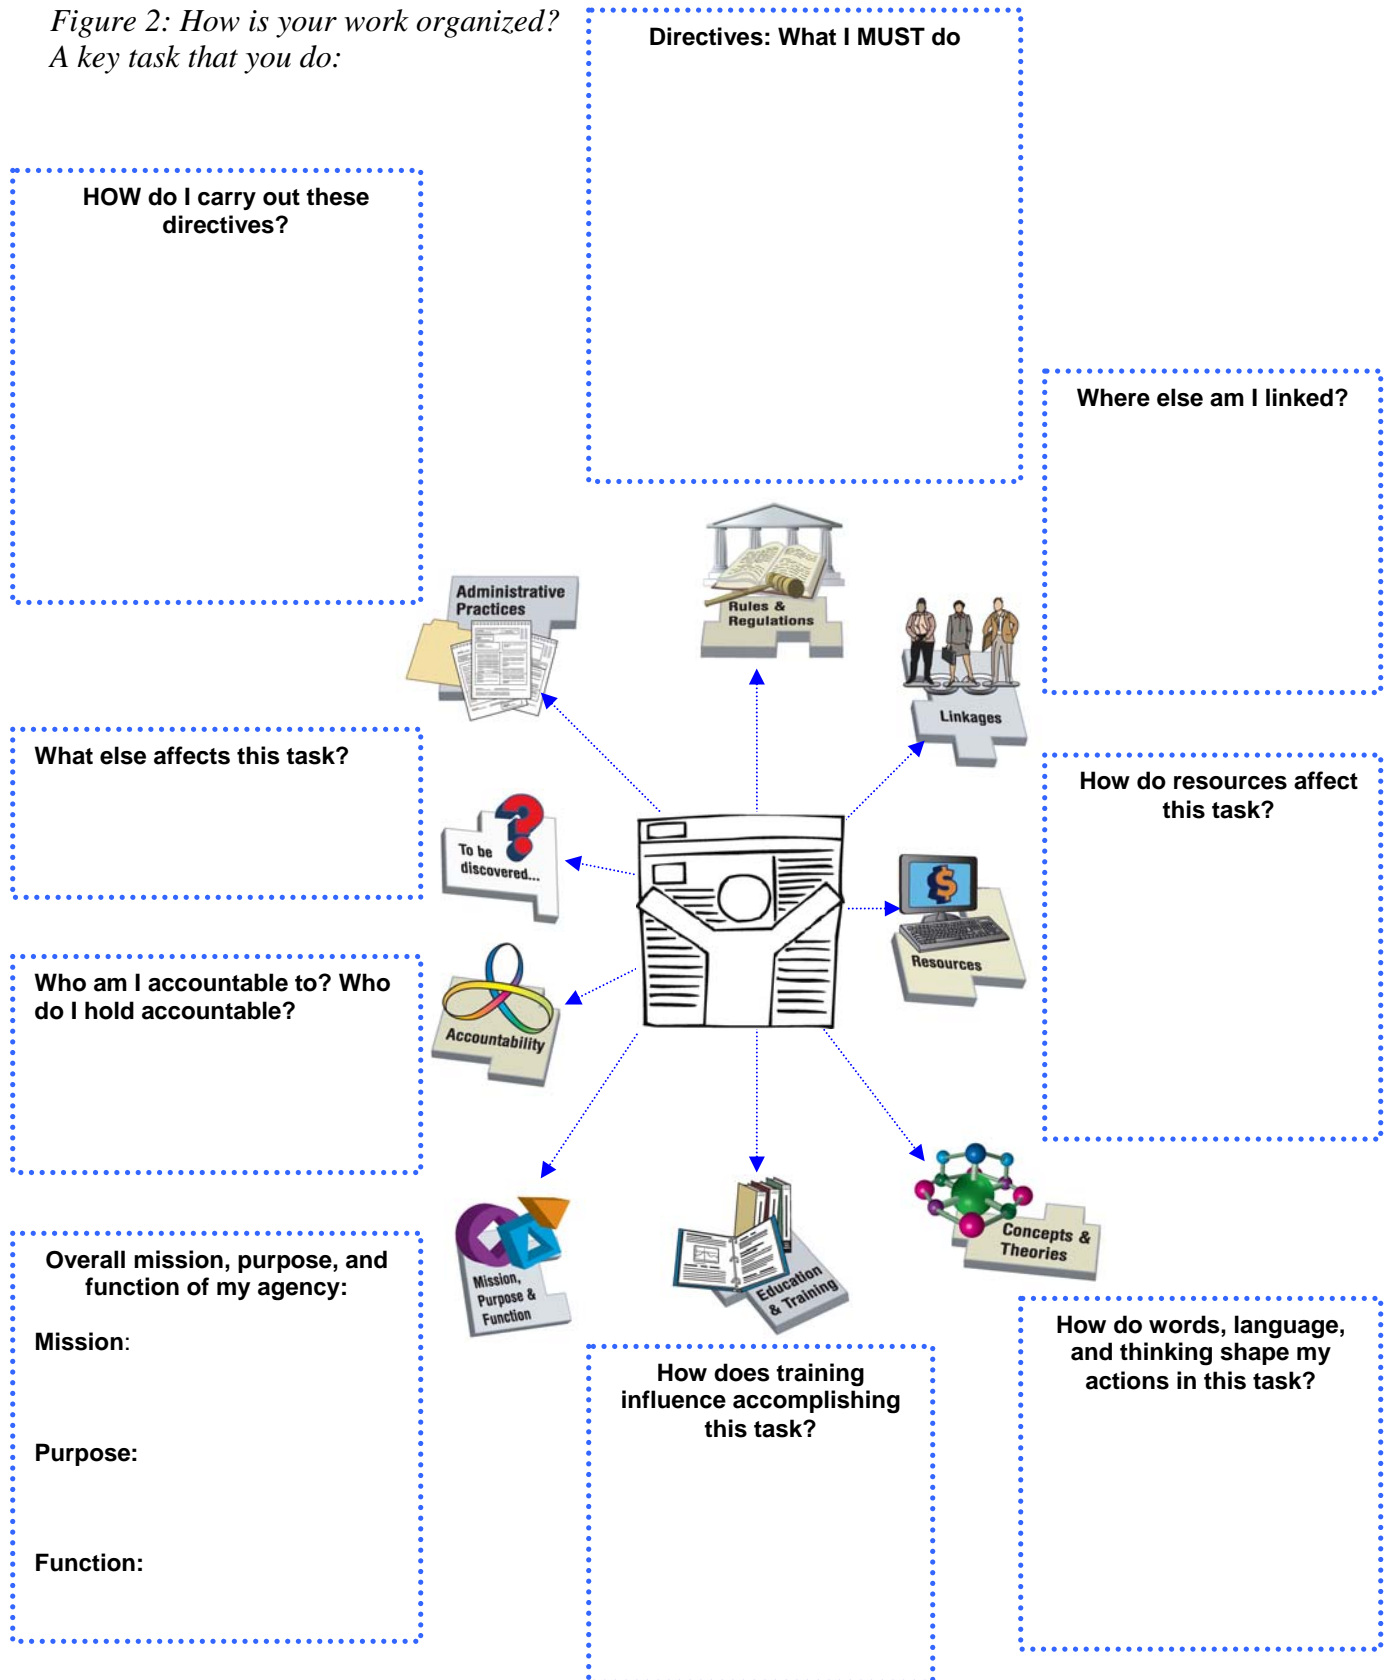 Figure 2: How is your work organized?
A key task that you do:
Directives: What I MUST do
HOW do I carry out these
directives?
Where else am I linked?
Administrative
Practices
Rules &
Regulations
Linkages
What else affects this task?
To be
discovered...
How do resources affect
this task?
Resources
Who am I accountable to? Who
do I hold accountable?
Accountability
Mission,
Purpose &
Function
Education
& Training
Concepts &
Theories
Overall mission, purpose, and
function of my agency:
Mission:
Purpose:
Function:
How does training
influence accomplishing
this task?
How do words, language,
and thinking shape my
actions in this task?